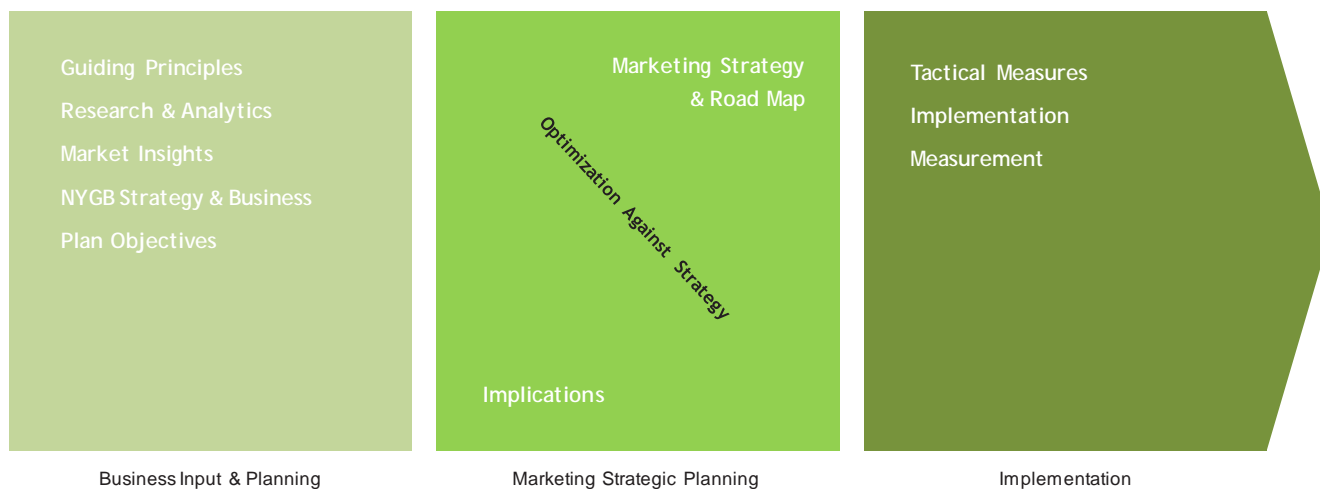 Guiding Principles
Research & Analytics
Market Insights
NYGB Strategy & Business
Plan Objectives
Marketing Strategy
& Road Map
Optimization Against Strategy
Implications
Tactical Measures
Implementation
Measurement
Business Input & Planning
Marketing Strategic Planning
Implementation